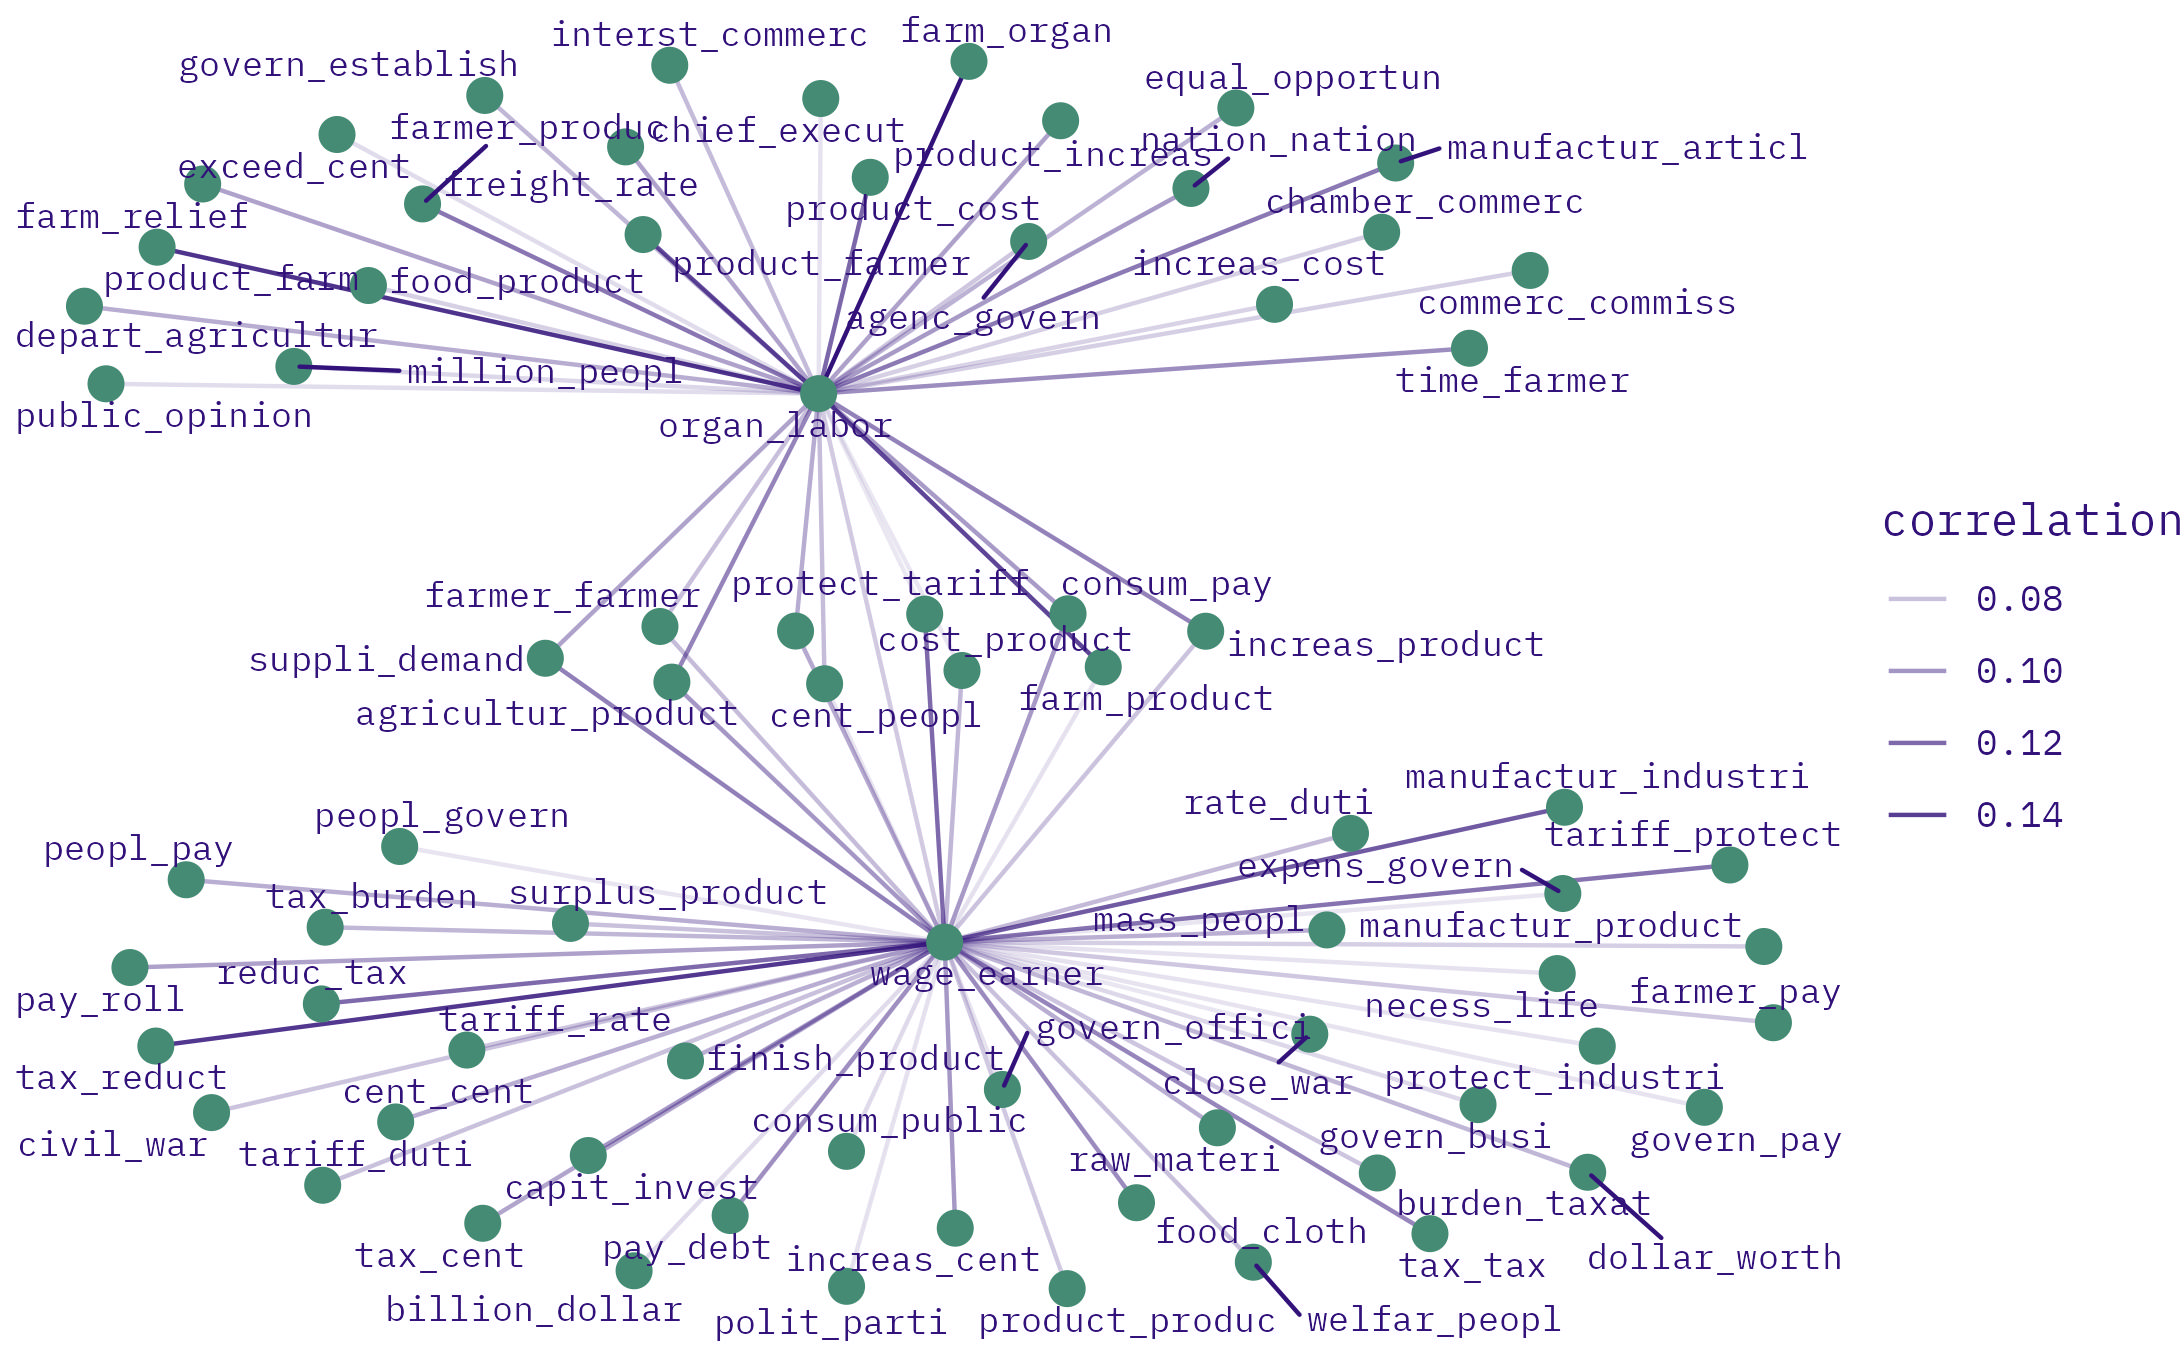 interst_commerc
farm_organ
govern_establish
equal_opportun
farmer_produc
chief_execut
nation_nation
manufactur_articl
product_increas
exceed_cent
freight_rate
chamber_commerc
product_cost
farm_relief
product_farmer
increas_cost
product_farm
food_product
commerc_commiss
agenc_govern
depart_agricultur
million_peopl
time_farmer
public_opinion
organ_labor
correlation
0.08
0.10
0.12
0.14
protect_tariff
consum_pay
farmer_farmer
cost_product
increas_product
suppli_demand
farm_product
agricultur_product
cent_peopl
manufactur_industri
rate_duti
peopl_govern
tariff_protect
peopl_pay
expens_govern
tax_burden
surplus_product
mass_peopl
manufactur_product
reduc_tax
wage_earner
farmer_pay
pay_roll
necess_life
tariff_rate
govern_offici
finish_product
tax_reduct
close_war
protect_industri
cent_cent
consum_public
govern_busi
govern_pay
civil_war
tariff_duti
raw_materi
capit_invest
burden_taxat
food_cloth
pay_debt
tax_cent
increas_cent
dollar_worth
tax_tax
billion_dollar
polit_parti
product_produc
welfar_peopl